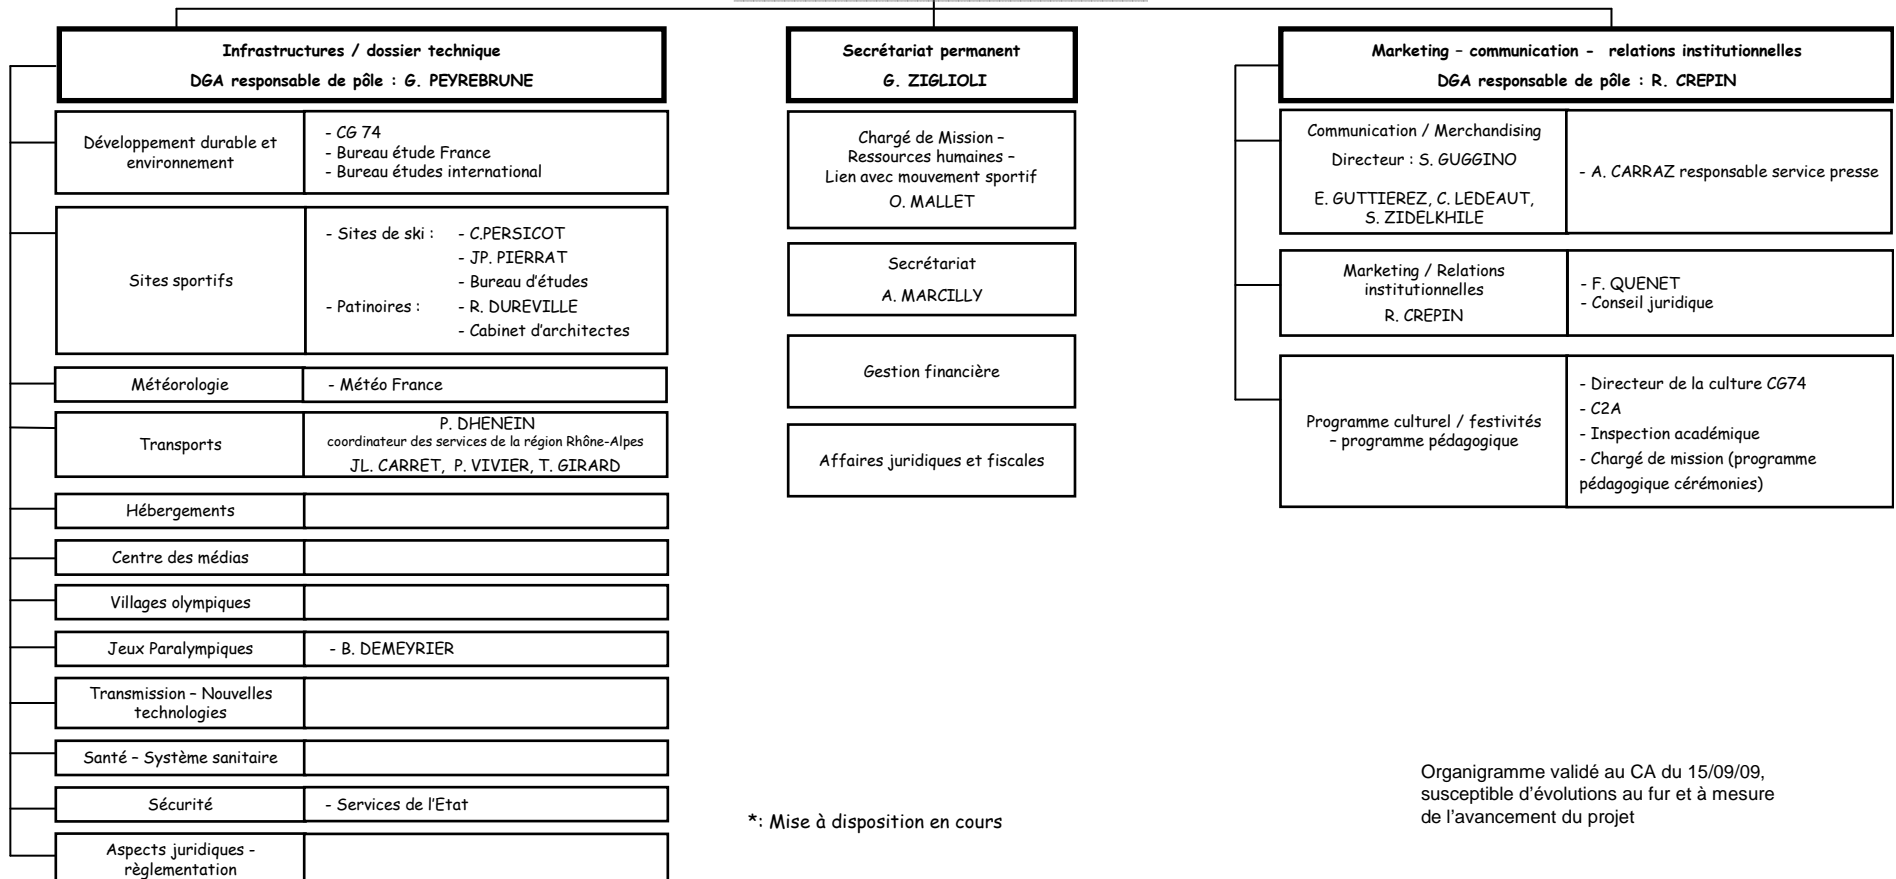 Infrastructures / dossier technique
DGA responsable de pôle : G. PEYREBRUNE
Développement durable et
environnement
- CG 74
- Bureau étude France
- Bureau études international
Sites sportifs
- Sites de ski : - C.PERSICOT
- JP. PIERRAT
- Bureau d'études
- Patinoires : - R. DUREVILLE
- Cabinet d'architectes
Météorologie
- Météo France
Transports
P. DHENEIN
coordinateur des services de la région Rhône-Alpes
JL. CARRET, P. VIVIER, T. GIRARD
Hébergements
Centre des médias
Villages olympiques
Jeux Paralympiques
- B. DEMEYRIER
Transmission – Nouvelles
technologies
Santé – Système sanitaire
Sécurité
- Services de l'Etat
Aspects juridiques -
règlementation
Secrétariat permanent
G. ZIGLIOLI
Chargé de Mission –
Ressources humaines –
Lien avec mouvement sportif
O. MALLET
Secrétariat
A. MARCILLY
Gestion financière
Affaires juridiques et fiscales
*: Mise à disposition en cours
Marketing – communication - relations institutionnelles
DGA responsable de pôle : R. CREPIN
Communication / Merchandising
Directeur : S. GUGGINO
E. GUTTIEREZ, C. LEDEAUT,
S. ZIDELKHILE
- A. CARRAZ responsable service presse
Marketing / Relations
institutionnelles
R. CREPIN
- F. QUENET
- Conseil juridique
Programme culturel / festivités
– programme pédagogique
- Directeur de la culture CG74
- C2A
- Inspection académique
- Chargé de mission (programme
pédagogique cérémonies)
Organigramme validé au CA du 15/09/09,
susceptible d'évolutions au fur et à mesure
de l'avancement du projet